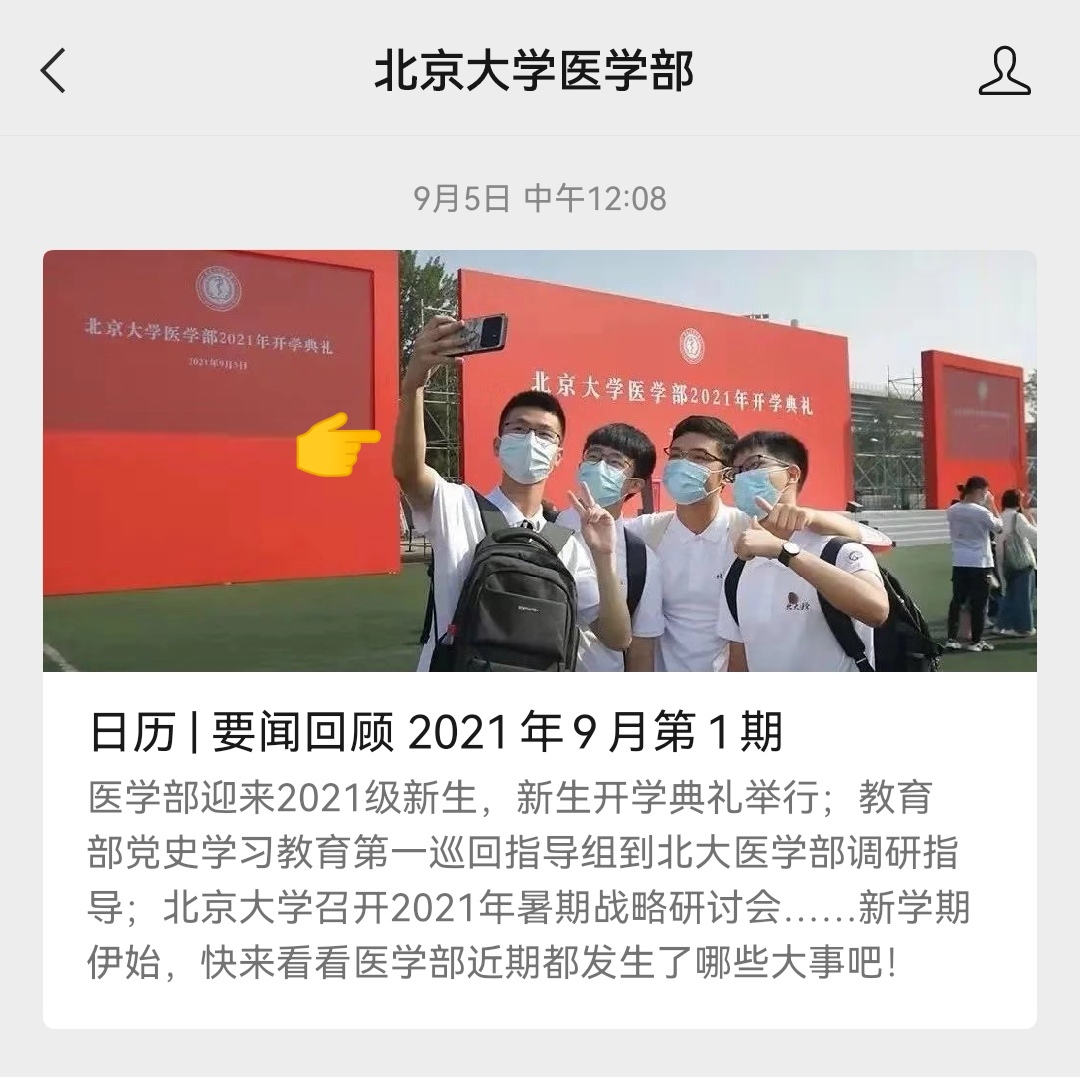 北京大学医学部
9月5日 中午12:08
北京大学医学部2021年开学典礼
2021年9月5日
北京大学医学部2021年开学典礼
日历 | 要闻回顾 2021 年 9 月第 1 期
医学部迎来2021级新生，新生开学典礼举行；教育
部党史学习教育第一巡回指导组到北大医学部调研指
导；北京大学召开2021年暑期战略研讨会……新学期
伊始，快来看看医学部近期都发生了哪些大事吧！